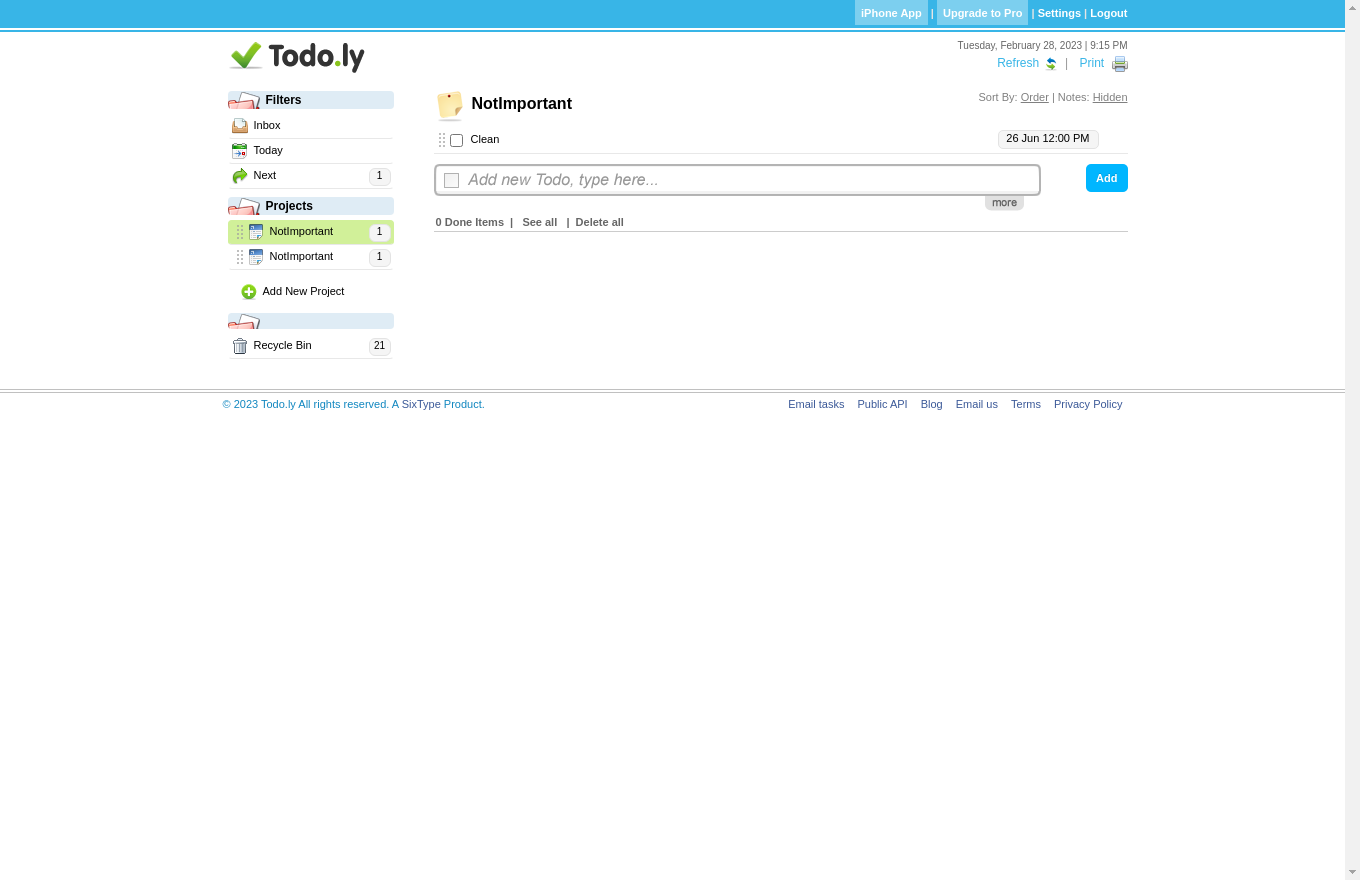 iPhone App | Upgrade to Pro | Settings | Logout
Todo.ly
Tuesday, February 28, 2023 | 9:15 PM
Refresh | Print
Filters
Inbox
Today
Next 1
Projects
NotImportant 1
NotImportant 1
Add New Project
Recycle Bin 21
NotImportant
Sort By: Order | Notes: Hidden
Clean 26 Jun 12:00 PM
Add new Todo, type here...
Add
more
0 Done Items | See all | Delete all
© 2023 Todo.ly All rights reserved. A SixType Product.
Email tasks Public API Blog Email us Terms Privacy Policy